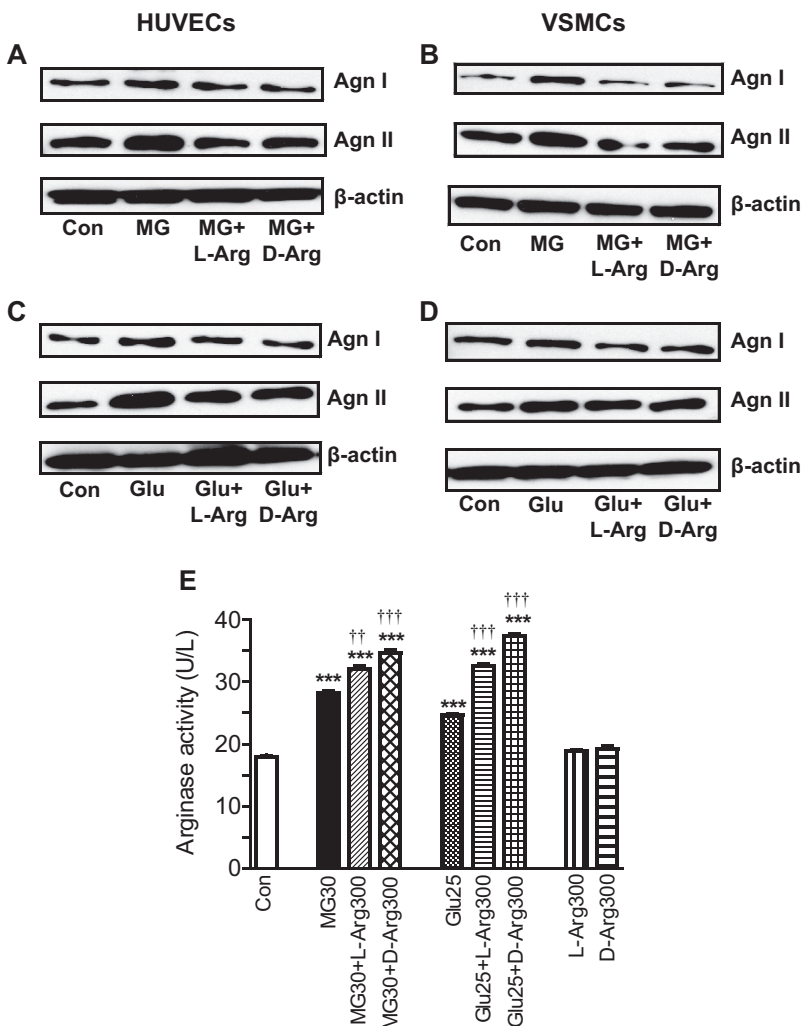 HUVECs
VSMCs
A
Agn I
Agn II
β-actin
Con MG MG+ MG+
L-Arg D-Arg
B
Agn I
Agn II
β-actin
Con MG MG+ MG+
L-Arg D-Arg
C
Agn I
Agn II
β-actin
Con Glu Glu+ Glu+
L-Arg D-Arg
D
Agn I
Agn II
β-actin
Con Glu Glu+ Glu+
L-Arg D-Arg
E
Arginase activity (U/L)
40
30
20
10
0
***
††
***
†††
***
***
†††
***
†††
***
Con
MG30
MG30+L-Arg300
MG30+D-Arg300
Glu25
Glu25+L-Arg300
Glu25+D-Arg300
L-Arg300
D-Arg300